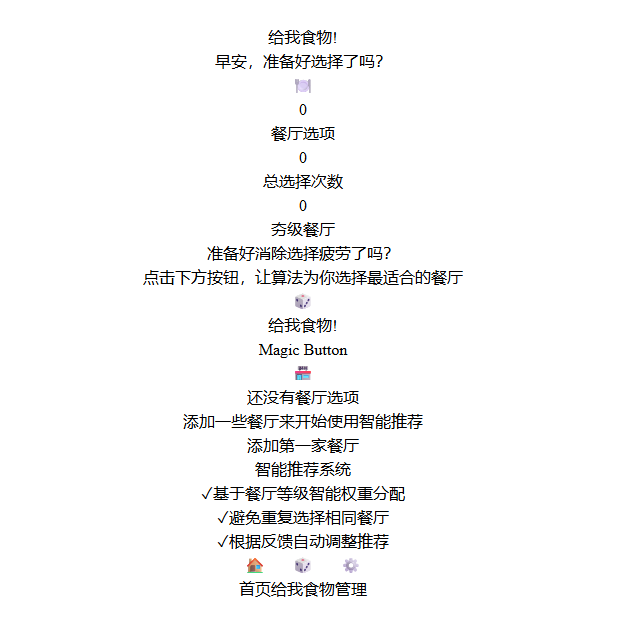 给我食物!
早安，准备好选择了吗？
0
餐厅选项
0
总选择次数
0
夯级餐厅
准备好消除选择疲劳了吗？
点击下方按钮，让算法为你选择最适合的餐厅
给我食物!
Magic Button
还没有餐厅选项
添加一些餐厅来开始使用智能推荐
添加第一家餐厅
智能推荐系统
✓基于餐厅等级智能权重分配
✓避免重复选择相同餐厅
✓根据反馈自动调整推荐
首页给我食物管理